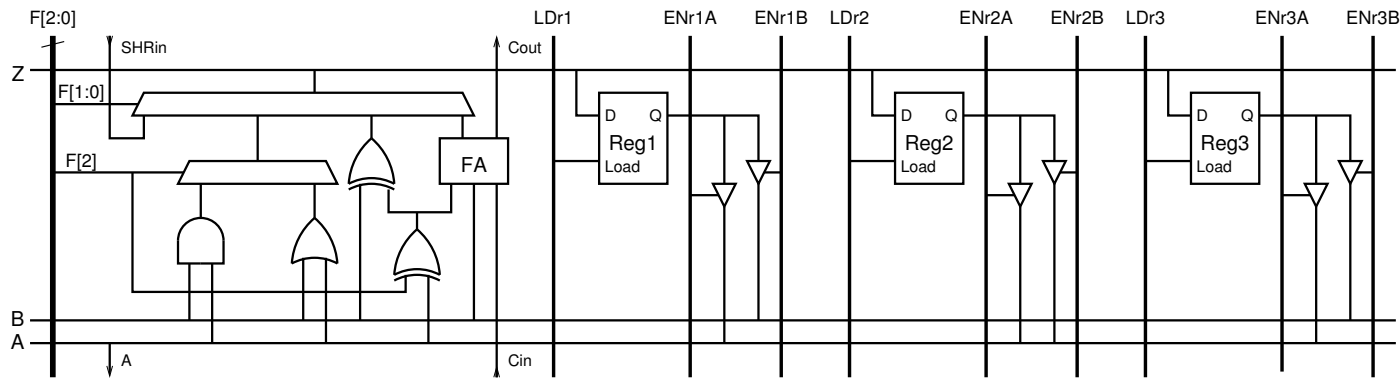 F[2:0] LDr1 ENr1A ENr1B LDr2 ENr2A ENr2B LDr3 ENr3A ENr3B
SHRin Cout
Z
F[1:0]
D Q D Q D Q
Reg1 Reg2 Reg3
F[2] FA Load Load Load
B
A
A Cin